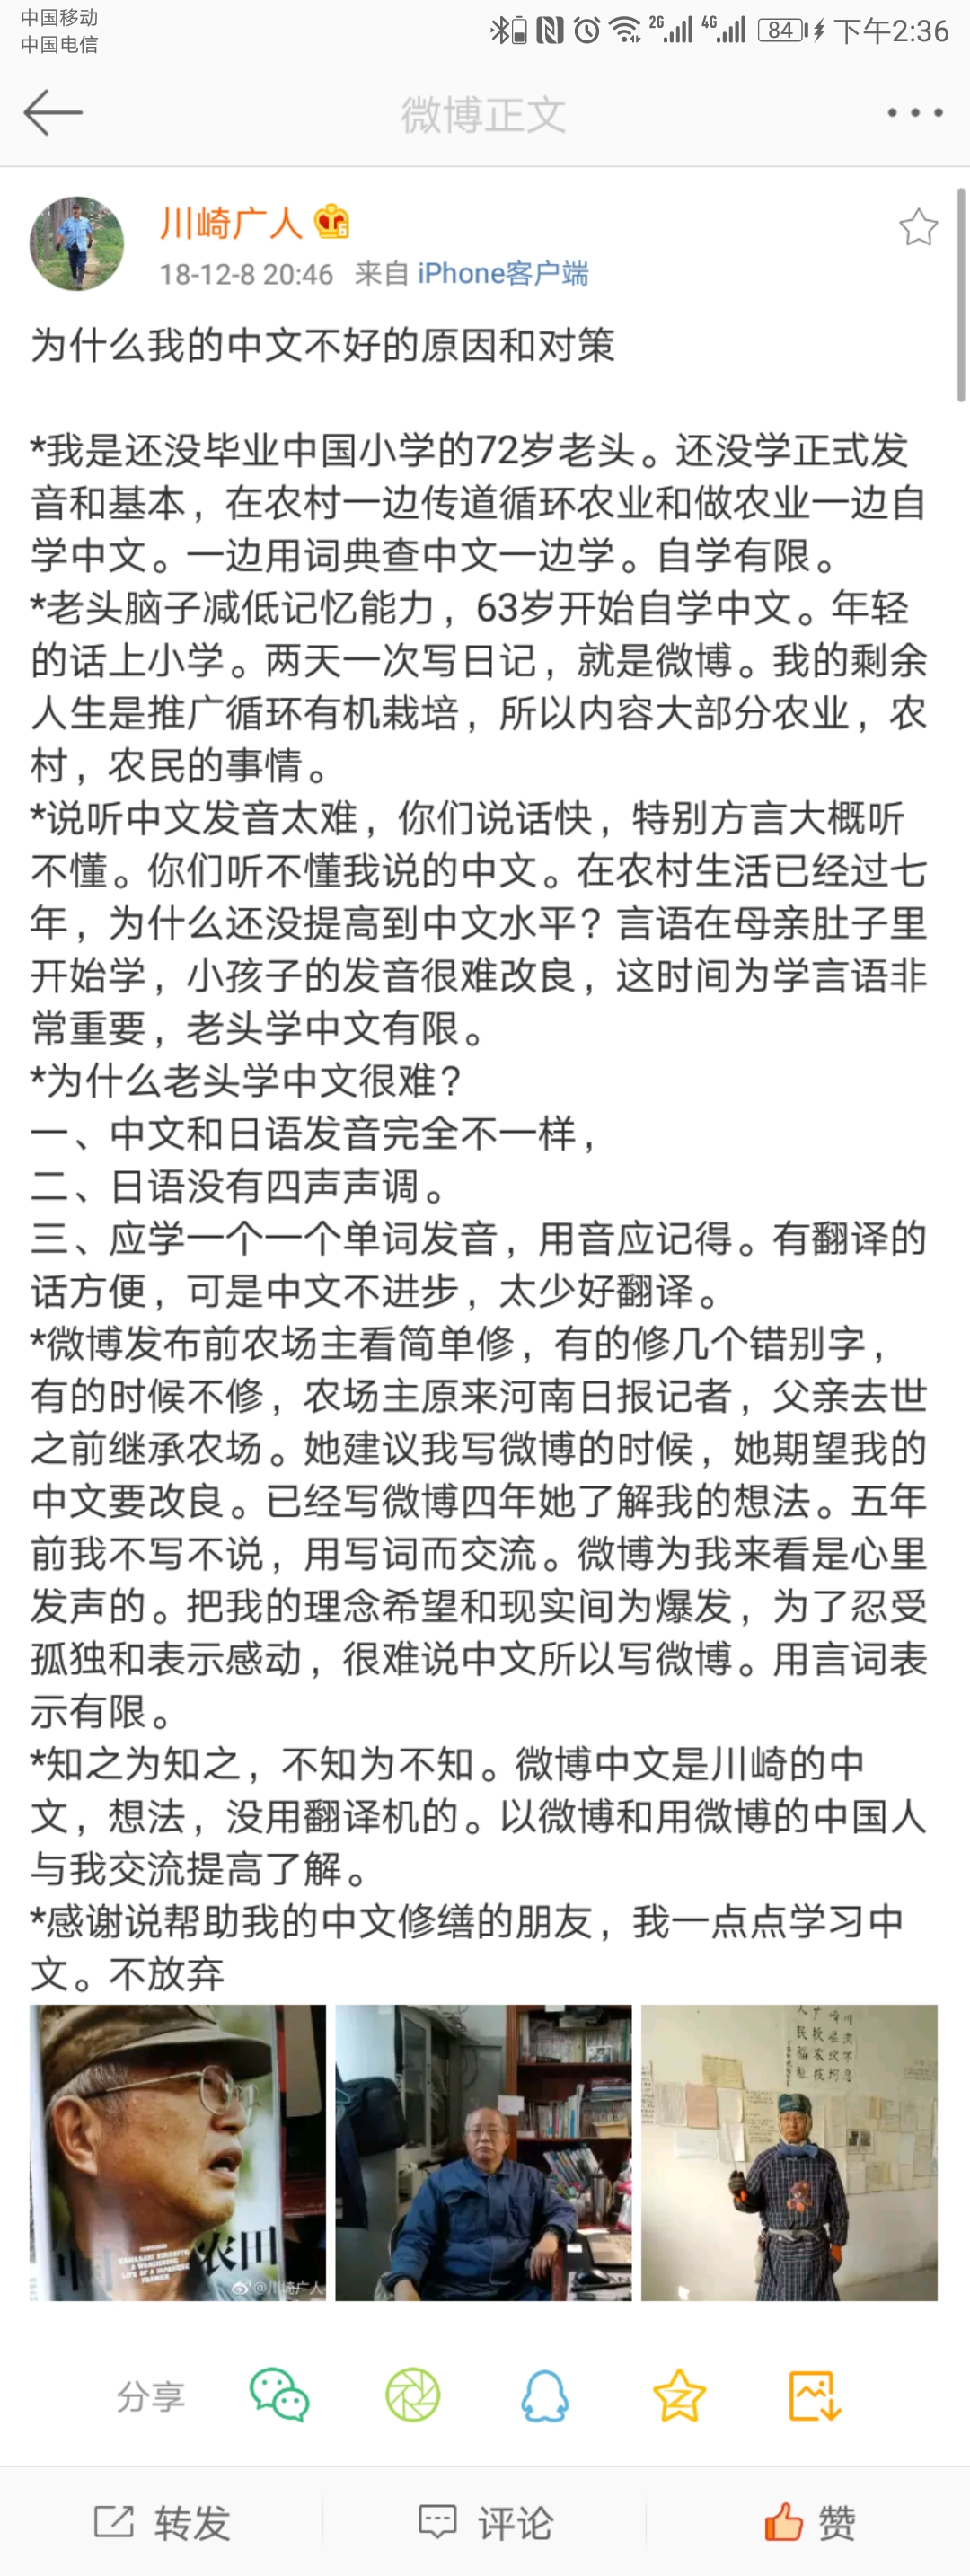 中国移动
中国电信
2G
4G
84
下午2:36
微博正文
川崎广人
18-12-8 20:46 来自 iPhone客户端
为什么我的中文不好的原因和对策
*我是还没毕业中国小学的72岁老头。还没学正式发
音和基本，在农村一边传道循环农业和做农业一边自
学中文。一边用词典查中文一边学。自学有限。
*老头脑子减低记忆能力，63岁开始自学中文。年轻
的话上小学。两天一次写日记，就是微博。我的剩余
人生是推广循环有机栽培，所以内容大部分农业，农
村，农民的事情。
*说听中文发音太难，你们说话快，特别方言大概听
不懂。你们听不懂我说的中文。在农村生活已经过七
年，为什么还没提高到中文水平？言语在母亲肚子里
开始学，小孩子的发音很难改良，这时间为学言语非
常重要，老头学中文有限。
*为什么老头学中文很难？
一、中文和日语发音完全不一样，
二、日语没有四声声调。
三、应学一个一个单词发音，用音应记得。有翻译的
话方便，可是中文不进步，太少好翻译。
*微博发布前农场主看简单修，有的修几个错别字，
有的时候不修，农场主原来河南日报记者，父亲去世
之前继承农场。她建议我写微博的时候，她期望我的
中文要改良。已经写微博四年她了解我的想法。五年
前我不写不说，用写词而交流。微博为我来看是心里
发声的。把我的理念希望和现实间为爆发，为了忍受
孤独和表示感动，很难说中文所以写微博。用言词表
示有限。
*知之为知之，不知为不知。微博中文是川崎的中
文，想法，没用翻译机的。以微博和用微博的中国人
与我交流提高了解。
*感谢说帮助我的中文修缮的朋友，我一点点学习中
文。不放弃
农田
KAWASAKI HIROHITO
A WANDERING
LIFE OF A JAPANESE
FARMER
@川崎广人
分享
转发
评论
赞